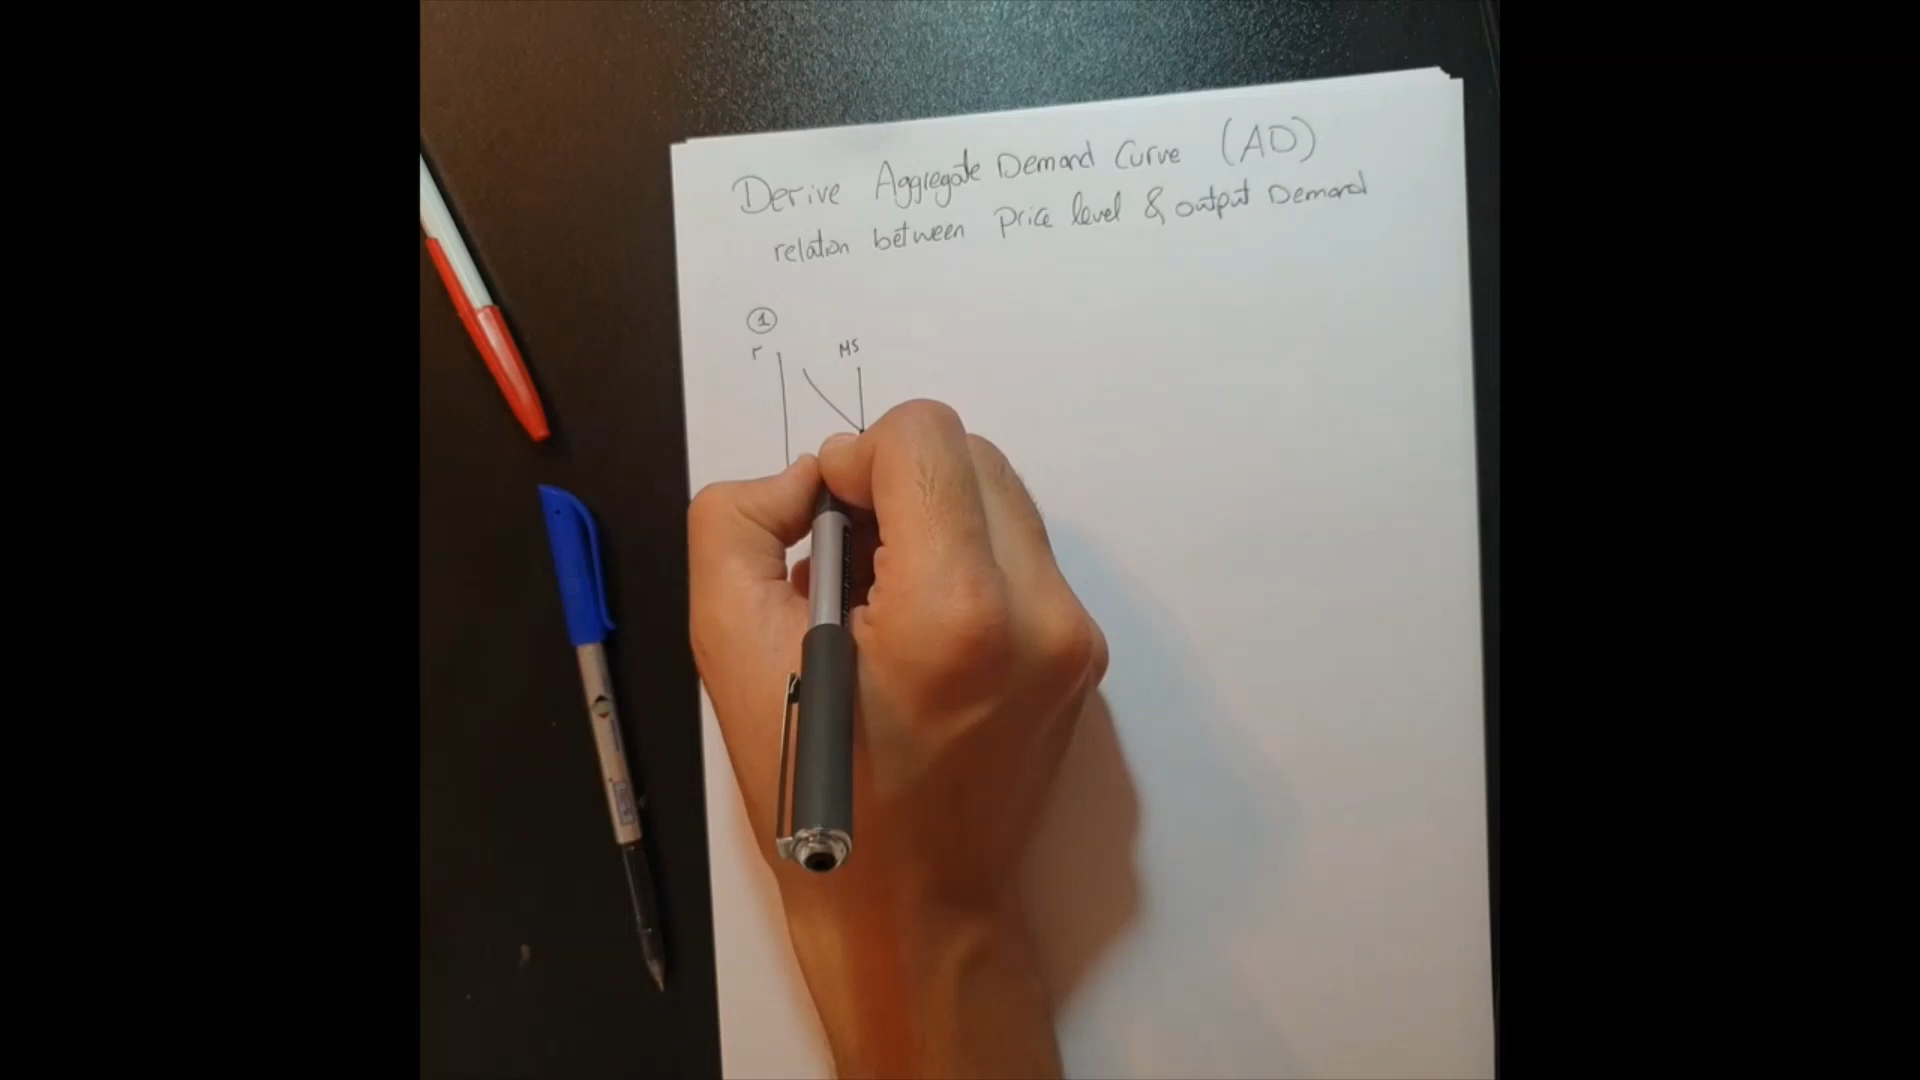 Derive Aggregate Demand Curve (AD)
relation between price level & output Demand
1
r MS